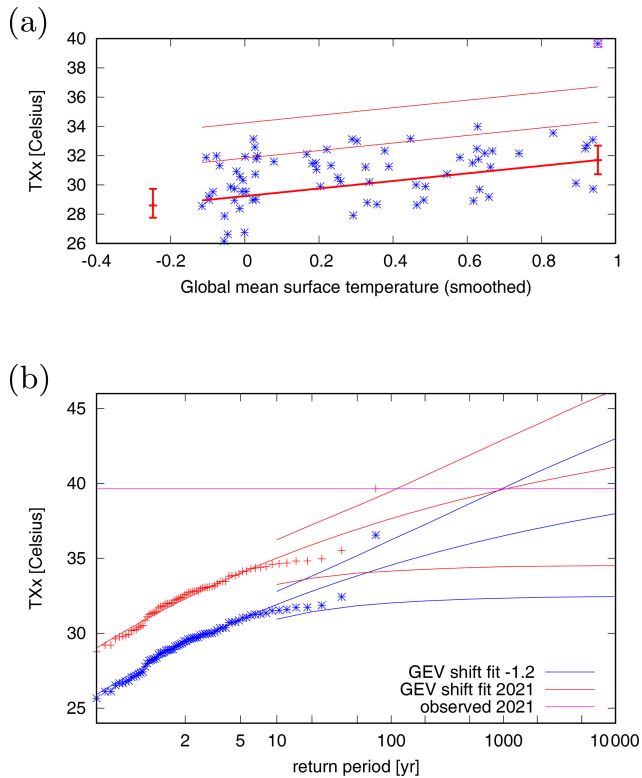 (a)
40
38
36
34
32
30
28
26
TXx [Celsius]
-0.4 -0.2 0 0.2 0.4 0.6 0.8 1
Global mean surface temperature (smoothed)
(b)
45
40
35
30
25
TXx [Celsius]
GEV shift fit -1.2
GEV shift fit 2021
observed 2021
2 5 10 100 1000 10000
return period [yr]